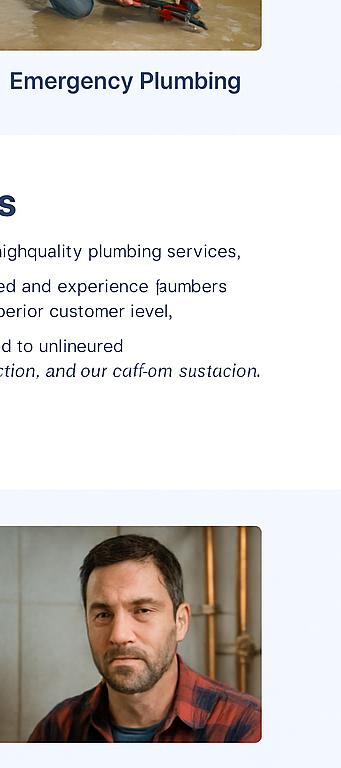 Emergency Plumbing
s
highquality plumbing services,
ed and experience faumbers
perior customer ievel,
d to unlineured
ction, and our caff-om sustacion.